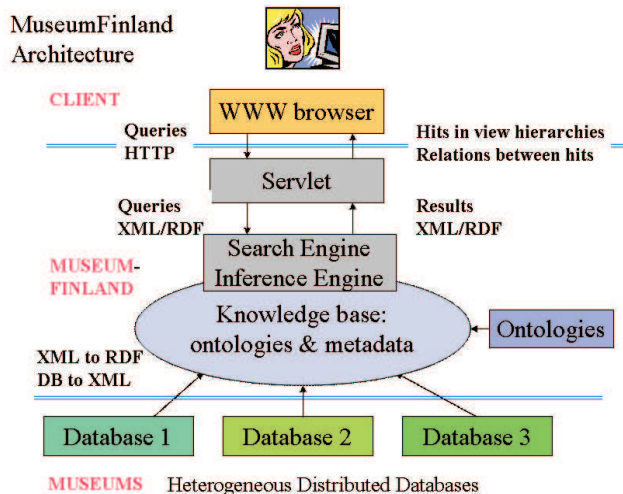 MuseumFinland
Architecture
CLIENT
WWW browser
Queries
HTTP
Hits in view hierarchies
Relations between hits
Servlet
Queries
XML/RDF
Results
XML/RDF
Search Engine
Inference Engine
MUSEUM-
FINLAND
Knowledge base:
ontologies & metadata
Ontologies
XML to RDF
DB to XML
Database 1
Database 2
Database 3
MUSEUMS
Heterogeneous Distributed Databases